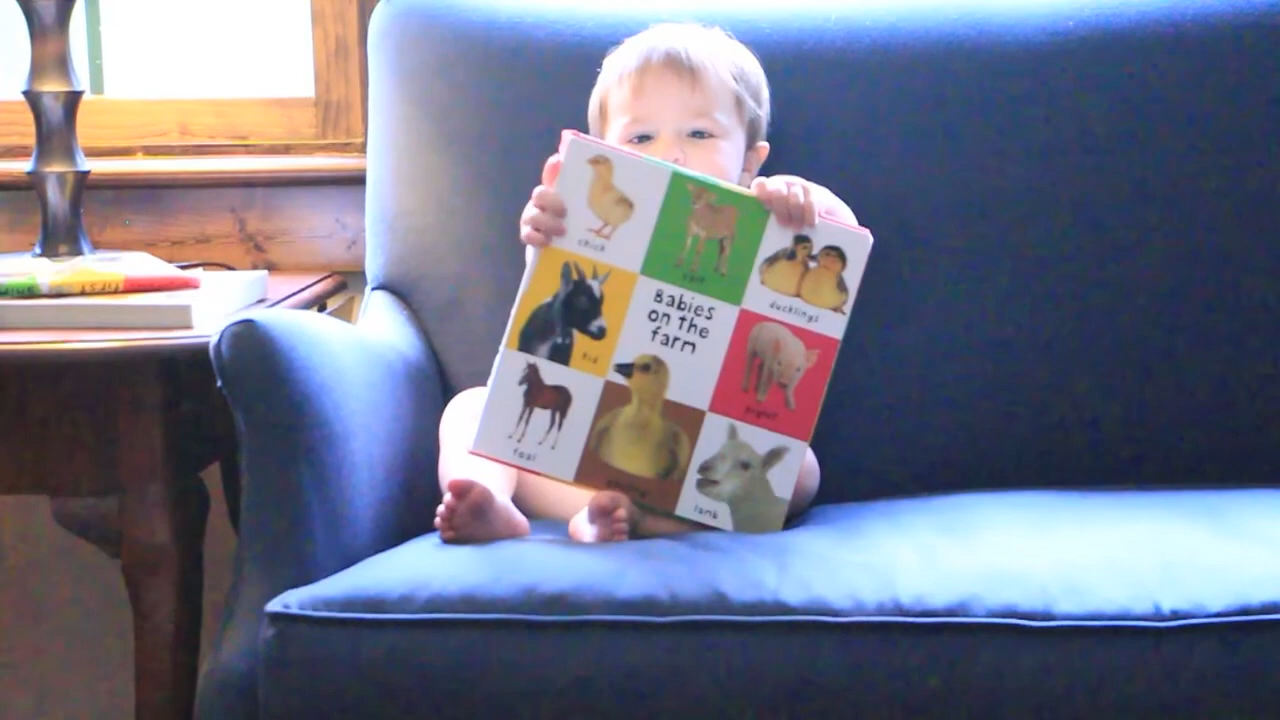 chick
calf
ducklings
Babies
on the
farm
kid
piglet
foal
lamb